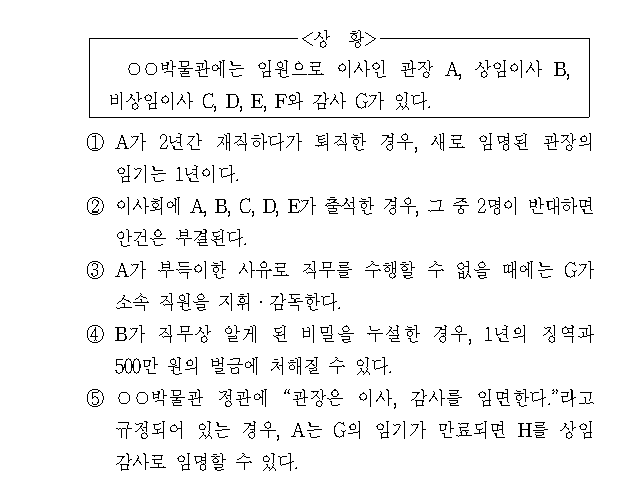 <상 황>
○○박물관에는 임원으로 이사인 관장 A, 상임이사 B,
비상임이사 C, D, E, F와 감사 G가 있다.
① A가 2년간 재직하다가 퇴직한 경우, 새로 임명된 관장의
임기는 1년이다.
② 이사회에 A, B, C, D, E가 출석한 경우, 그 중 2명이 반대하면
안건은 부결된다.
③ A가 부득이한 사유로 직무를 수행할 수 없을 때에는 G가
소속 직원을 지휘·감독한다.
④ B가 직무상 알게 된 비밀을 누설한 경우, 1년의 징역과
500만 원의 벌금에 처해질 수 있다.
⑤ ○○박물관 정관에 “관장은 이사, 감사를 임면한다.”라고
규정되어 있는 경우, A는 G의 임기가 만료되면 H를 상임
감사로 임명할 수 있다.